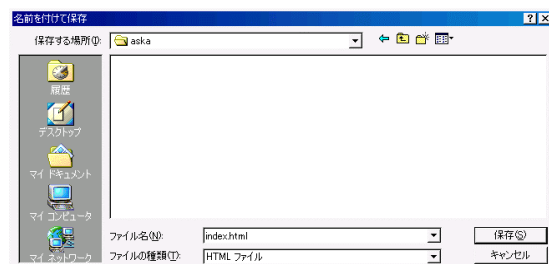 名前を付けて保存
保存する場所(I):
aska
履歴
デスクトップ
マイ ドキュメント
マイ コンピュータ
マイ ネットワーク
ファイル名(N):
index.html
保存(S)
ファイルの種類(T):
HTML ファイル
キャンセル